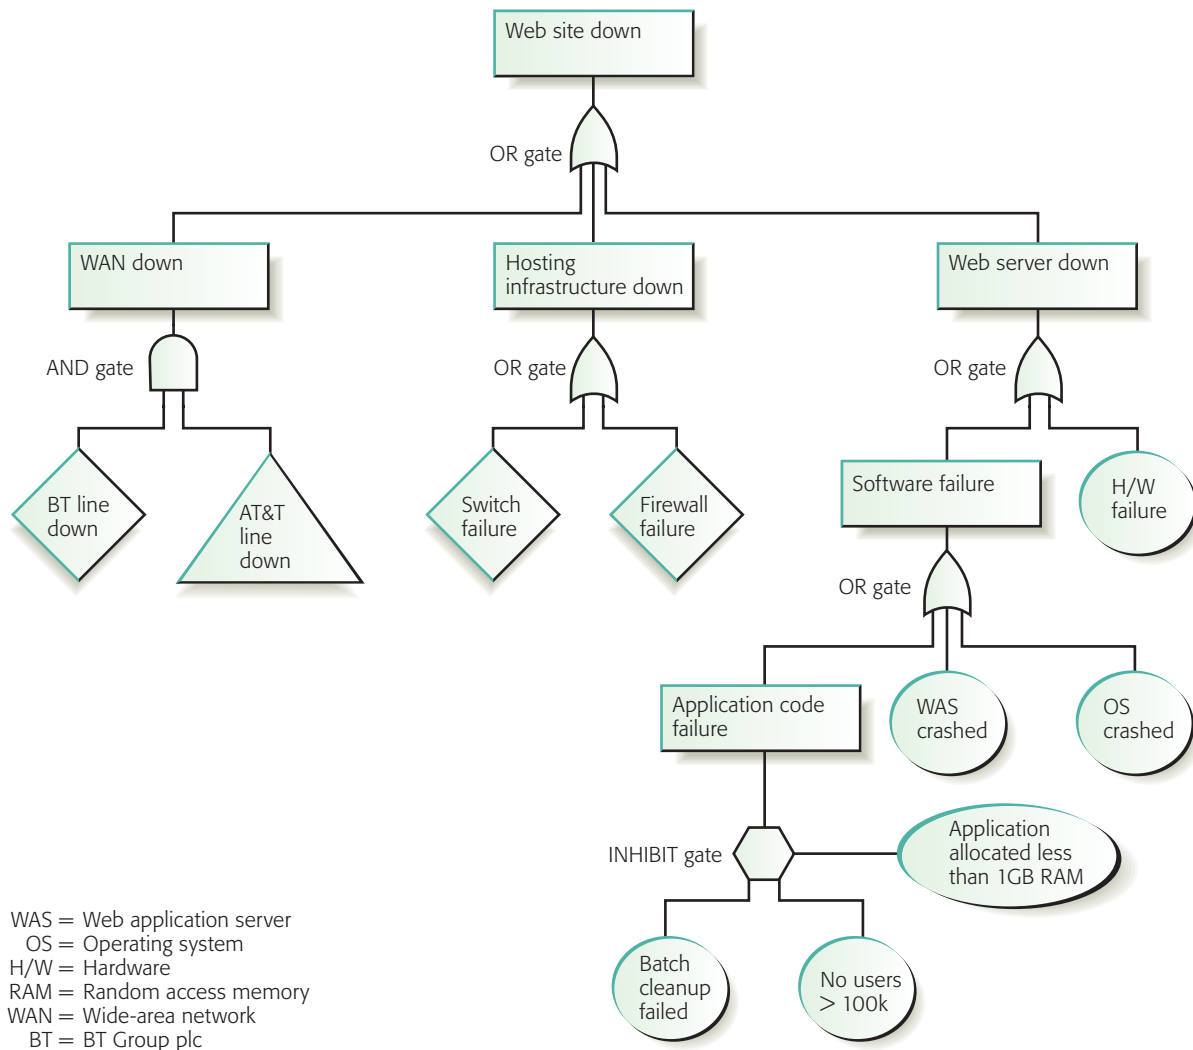 Web site down
OR gate
WAN down
Hosting
infrastructure down
Web server down
AND gate
OR gate
OR gate
BT line
down
AT&T
line
down
Switch
failure
Firewall
failure
Software failure
H/W
failure
OR gate
Application code
failure
WAS
crashed
OS
crashed
INHIBIT gate
Application
allocated less
than 1GB RAM
Batch
cleanup
failed
No users
> 100k
WAS = Web application server
OS = Operating system
H/W = Hardware
RAM = Random access memory
WAN = Wide-area network
BT = BT Group plc